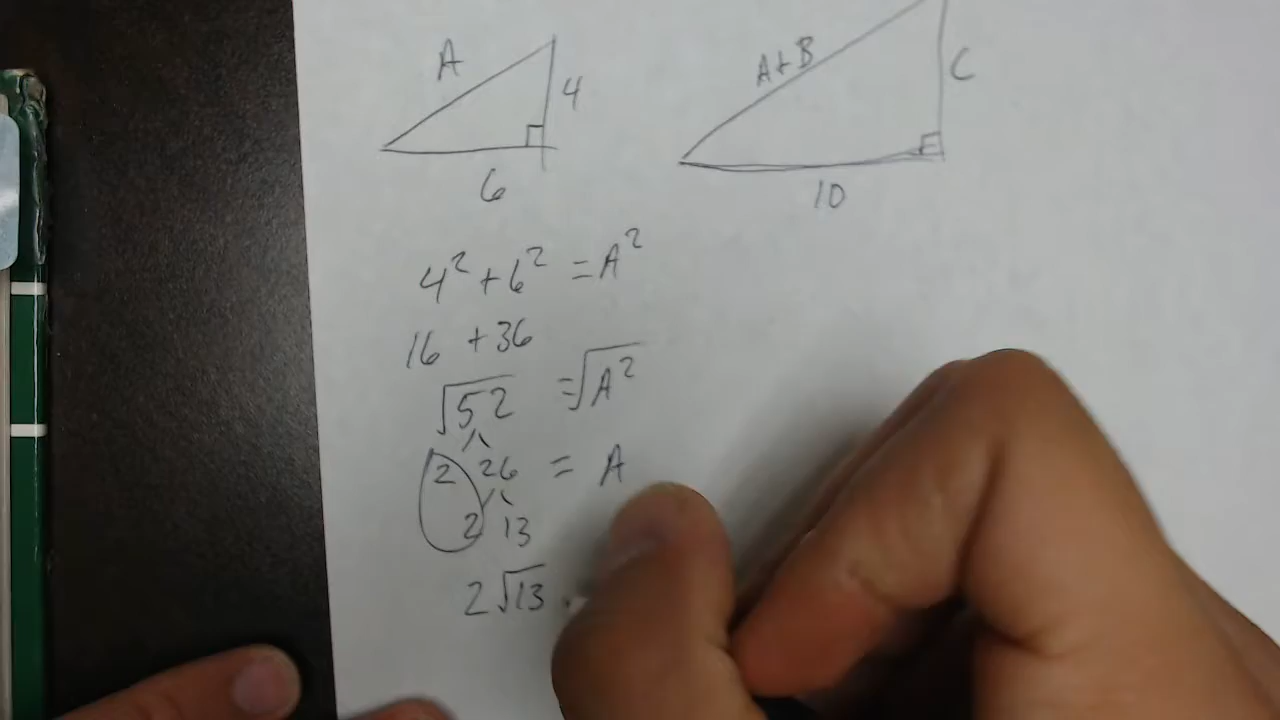 A
4
6
A+B
C
10
4² + 6² = A²
16 + 36
√52 = √A²
2 26 = A
2 13
2√13